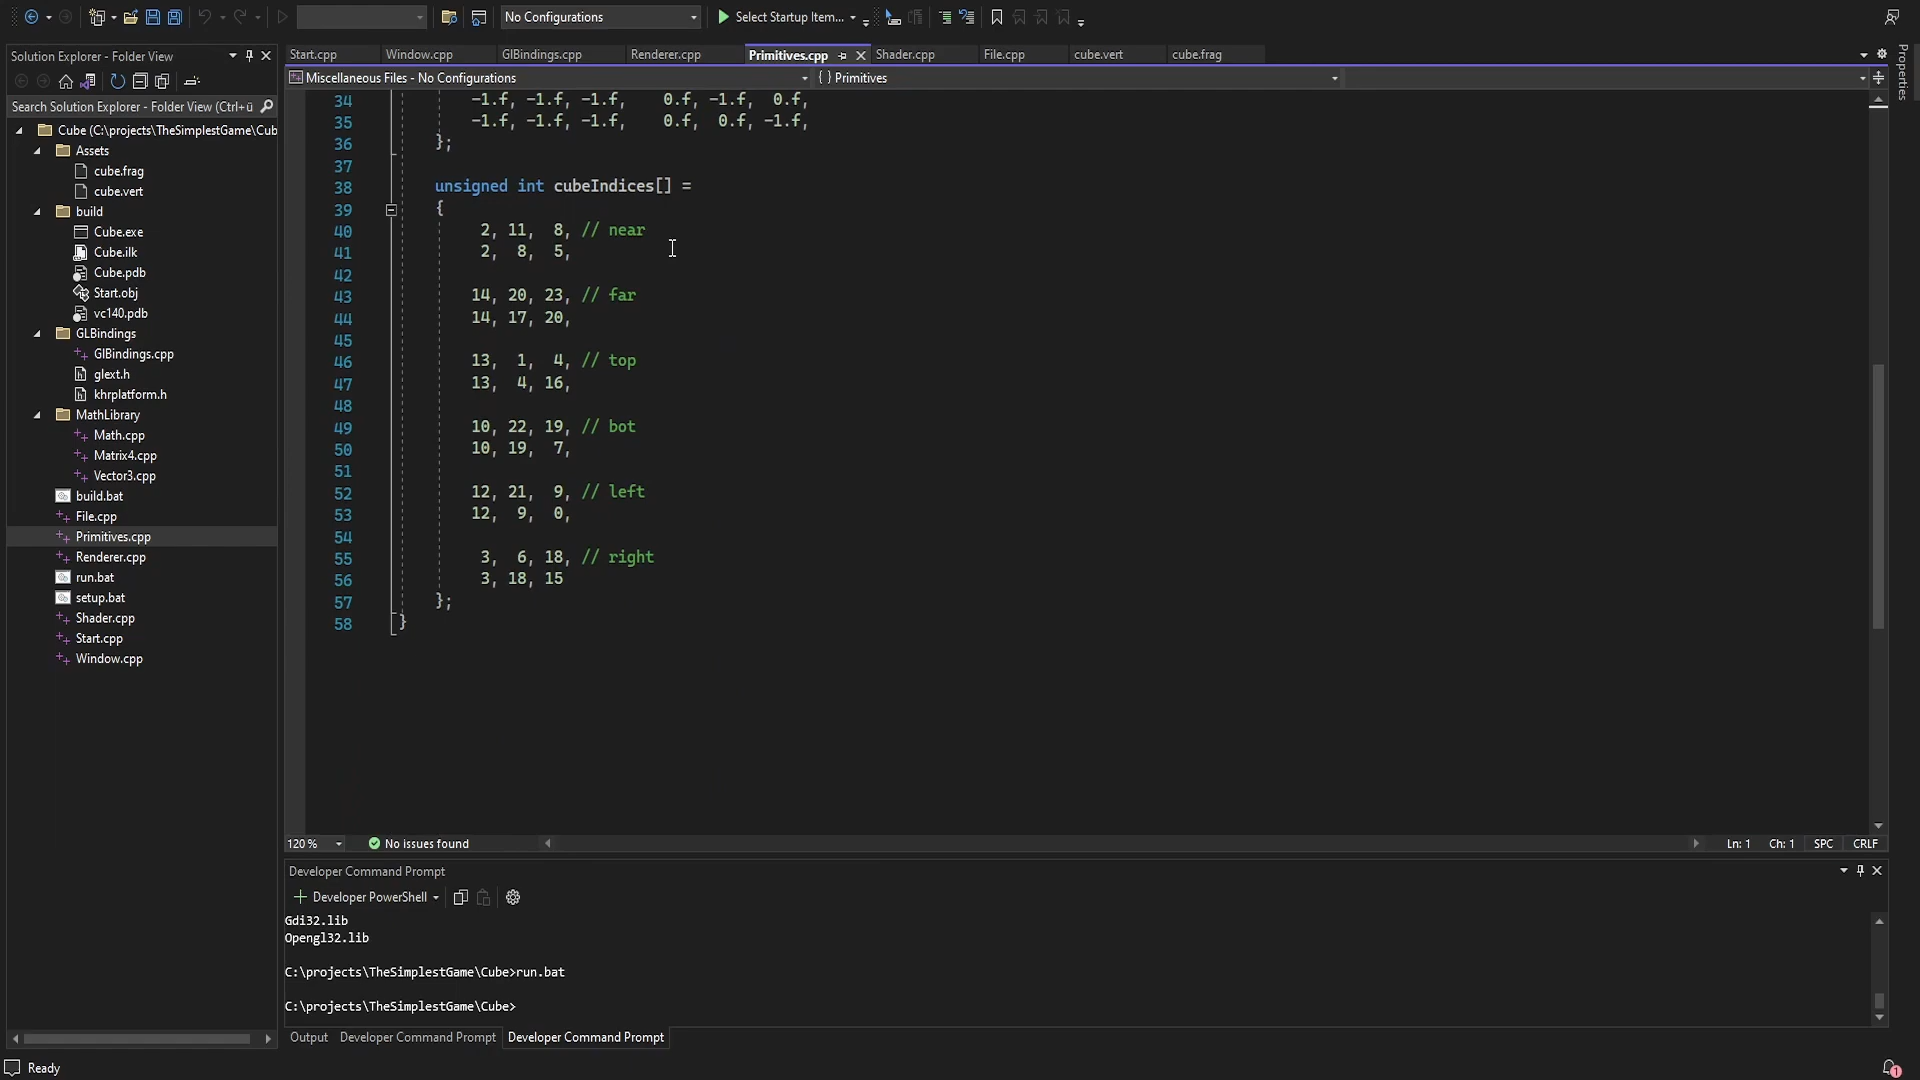 No Configurations
Select Startup Item...
Solution Explorer - Folder View
Search Solution Explorer - Folder View (Ctrl+ü
Cube (C:\projects\TheSimplestGame\Cub
Assets
cube.frag
cube.vert
build
Cube.exe
Cube.ilk
Cube.pdb
Start.obj
vc140.pdb
GLBindings
GlBindings.cpp
glext.h
khrplatform.h
MathLibrary
Math.cpp
Matrix4.cpp
Vector3.cpp
build.bat
File.cpp
Primitives.cpp
Renderer.cpp
run.bat
setup.bat
Shader.cpp
Start.cpp
Window.cpp
Start.cpp Window.cpp GlBindings.cpp Renderer.cpp Primitives.cpp Shader.cpp File.cpp cube.vert cube.frag
Miscellaneous Files - No Configurations { } Primitives
34 -1.f, -1.f, -1.f, 0.f, -1.f, 0.f,
35 -1.f, -1.f, -1.f, 0.f, 0.f, -1.f,
36 };
37
38 unsigned int cubeIndices[] =
39 {
40 2, 11, 8, // near
41 2, 8, 5,
42
43 14, 20, 23, // far
44 14, 17, 20,
45
46 13, 1, 4, // top
47 13, 4, 16,
48
49 10, 22, 19, // bot
50 10, 19, 7,
51
52 12, 21, 9, // left
53 12, 9, 0,
54
55 3, 6, 18, // right
56 3, 18, 15
57 };
58 }
120 % No issues found Ln: 1 Ch: 1 SPC CRLF
Developer Command Prompt
Developer PowerShell
Gdi32.lib
Opengl32.lib
C:\projects\TheSimplestGame\Cube>run.bat
C:\projects\TheSimplestGame\Cube>
Output Developer Command Prompt Developer Command Prompt
Ready
1
Properties